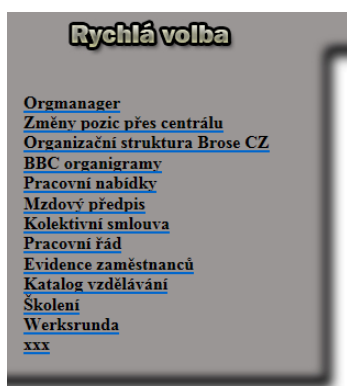 Rychlá volba
Orgmanager
Změny pozic přes centrálu
Organizační struktura Brose CZ
BBC organigramy
Pracovní nabídky
Mzdový předpis
Kolektivní smlouva
Pracovní řád
Evidence zaměstnanců
Katalog vzdělávání
Školení
Werksrunda
xxx